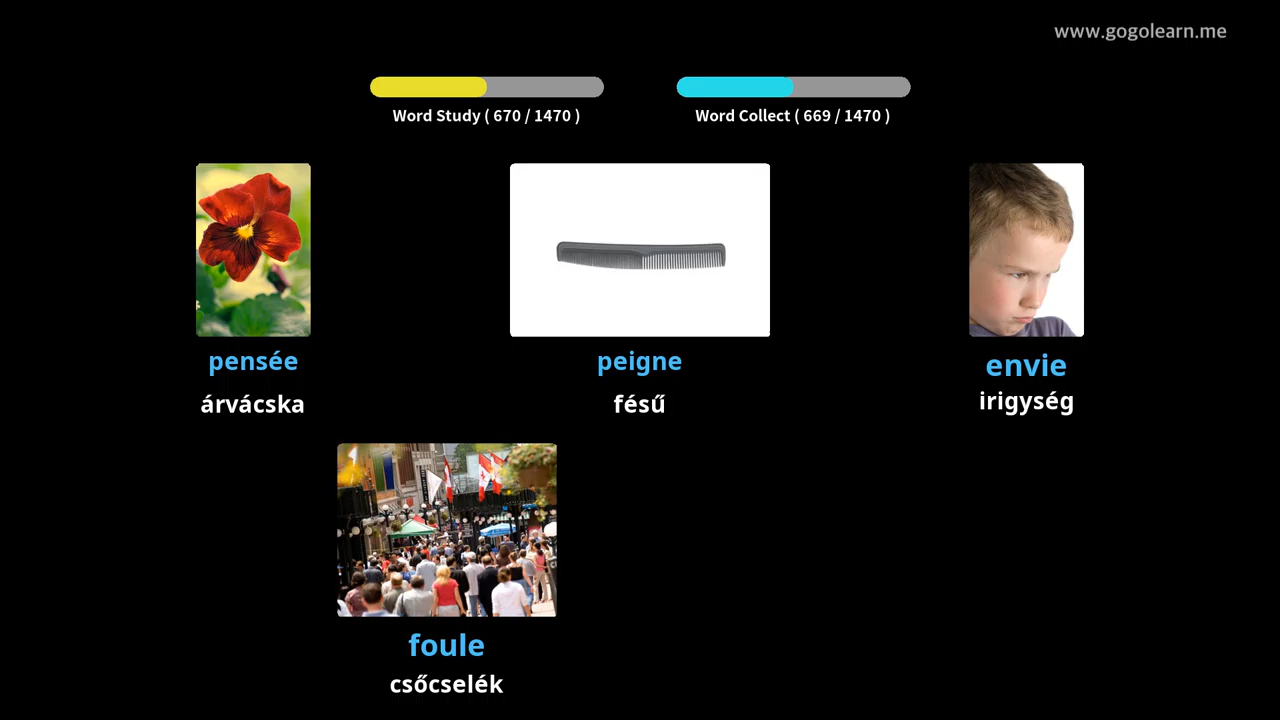 www.gogolearn.me
Word Study ( 670 / 1470 )
Word Collect ( 669 / 1470 )
pensée
peigne
envie
árvácska
fésű
irigység
foule
csőcselék